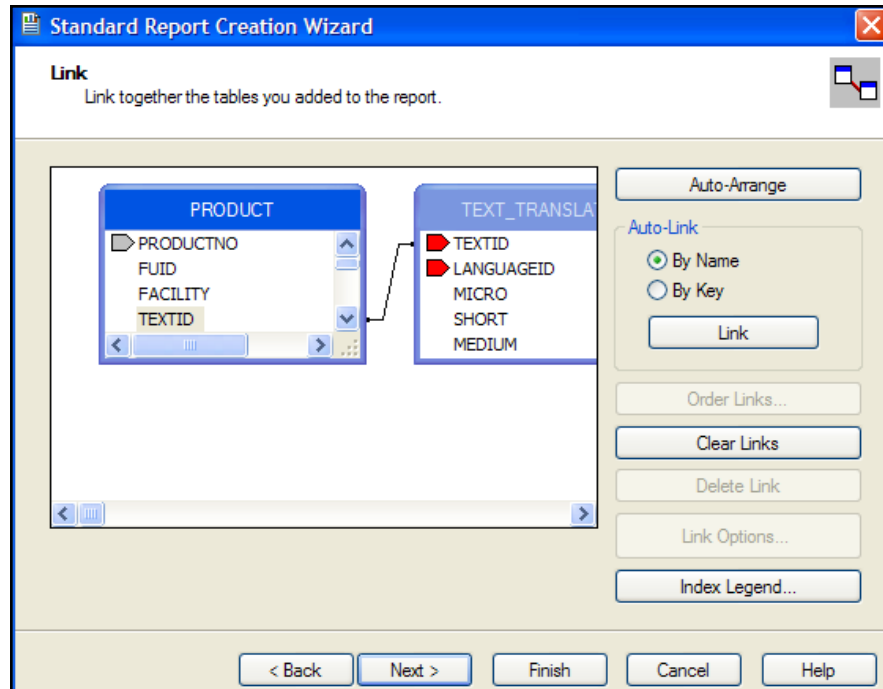 Standard Report Creation Wizard
Link
Link together the tables you added to the report.
PRODUCT
PRODUCTNO
FUID
FACILITY
TEXTID
TEXT_TRANSLAT
TEXTID
LANGUAGEID
MICRO
SHORT
MEDIUM
Auto-Arrange
Auto-Link
By Name
By Key
Link
Order Links...
Clear Links
Delete Link
Link Options...
Index Legend...
< Back
Next >
Finish
Cancel
Help